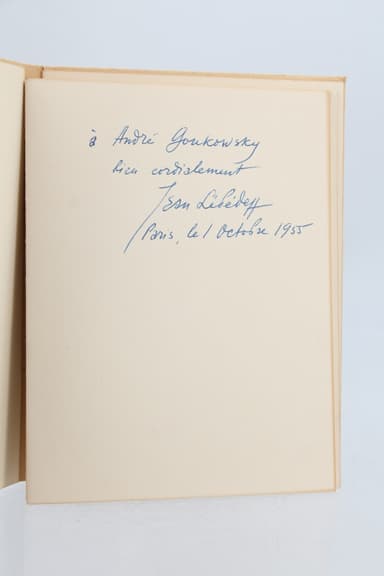 à André Goukowsky
bien cordialement
Jean Lébédeff
Paris, le 1 Octobre 1955